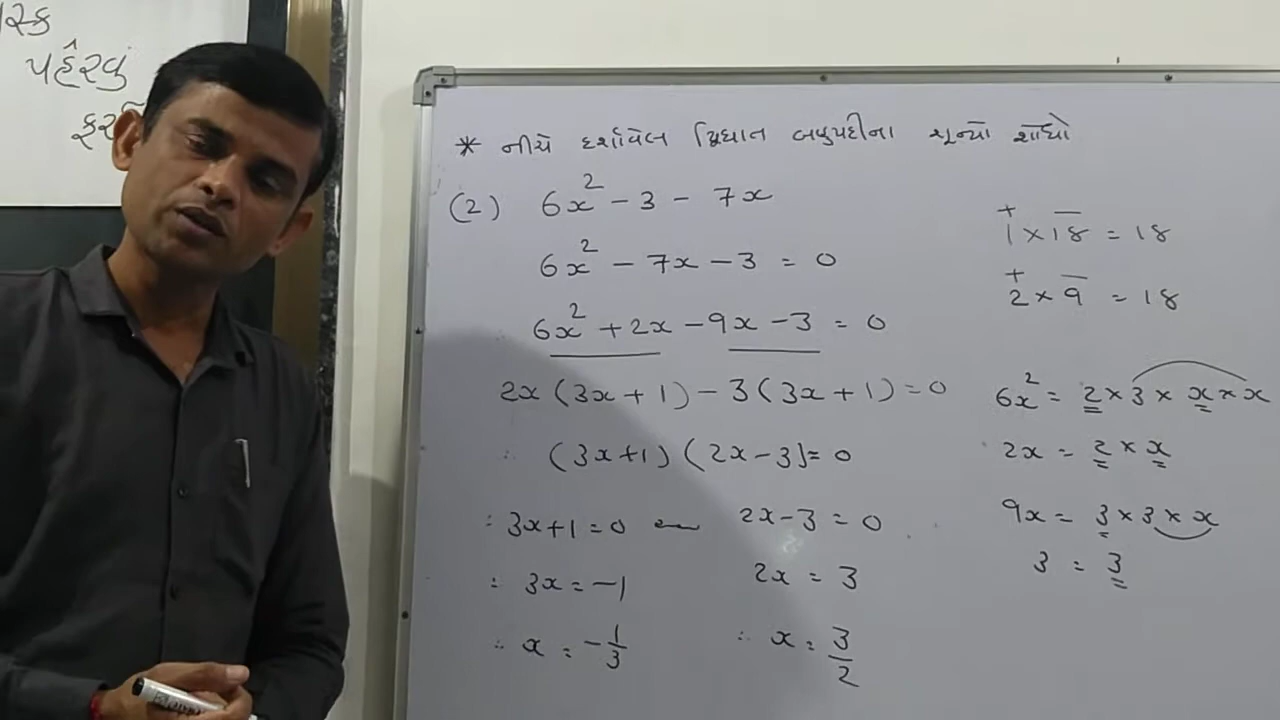 પહેરવું
* નીચે દર્શાવેલ દ્વિઘાત બહુપદીના શૂન્યો શોધો
(2) 6x² - 3 - 7x
6x² - 7x - 3 = 0
6x² + 2x - 9x - 3 = 0
2x (3x + 1) - 3 (3x + 1) = 0
∴ (3x+1) (2x-3) = 0
∴ 3x+1 = 0 2x-3 = 0
∴ 3x = -1 2x = 3
∴ x = -1/3 ∴ x = 3/2
+ -
1 × 18 = 18
+ -
2 × 9 = 18
6x² = 2 × 3 × x × x
2x = 2 × x
9x = 3 × 3 × x
3 = 3